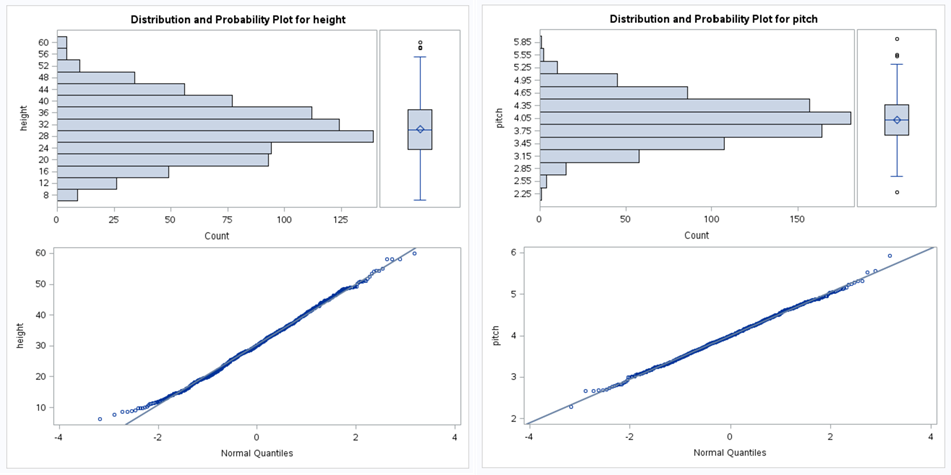 Distribution and Probability Plot for height
60
56
52
48
44
40
36
32
28
24
20
16
12
8
height
0 25 50 75 100 125
Count
60
50
40
30
20
10
height
-4 -2 0 2 4
Normal Quantiles
Distribution and Probability Plot for pitch
5.85
5.55
5.25
4.95
4.65
4.35
4.05
3.75
3.45
3.15
2.85
2.55
2.25
pitch
0 50 100 150
Count
6
5
4
3
2
pitch
-4 -2 0 2 4
Normal Quantiles